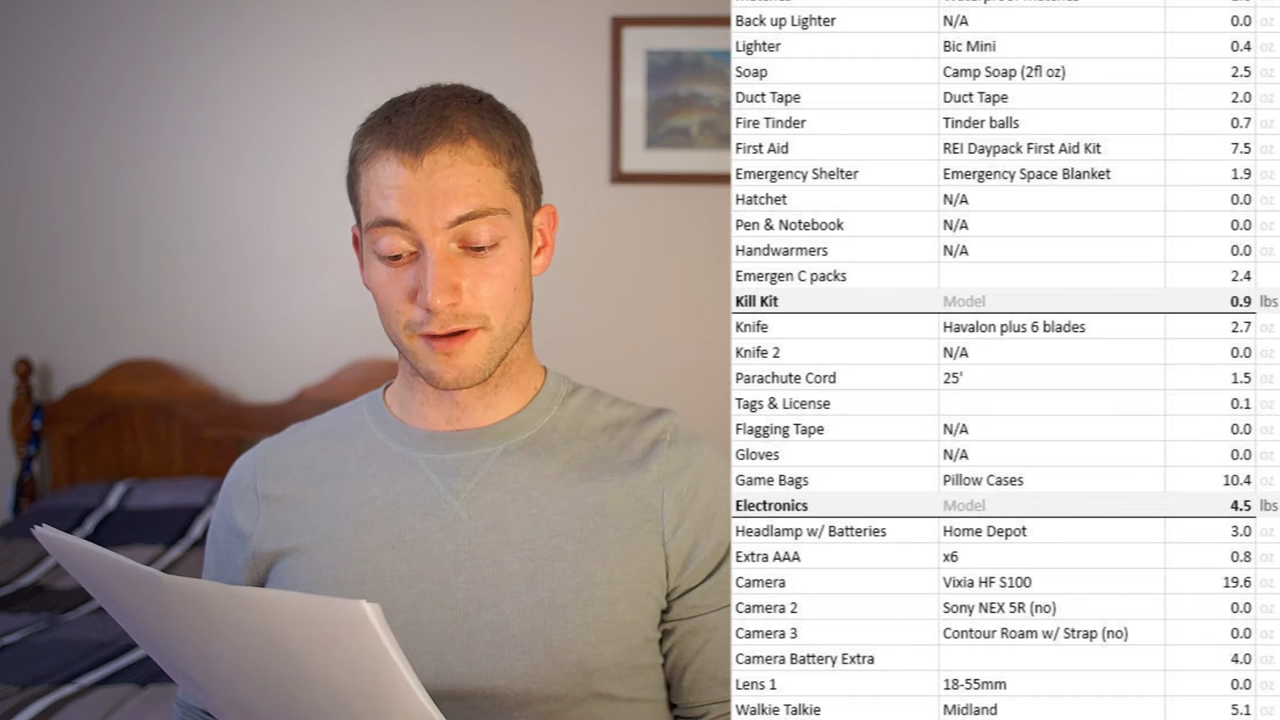 Back up Lighter N/A 0.0 oz
Lighter Bic Mini 0.4 oz
Soap Camp Soap (2fl oz) 2.5 oz
Duct Tape Duct Tape 2.0 oz
Fire Tinder Tinder balls 0.7 oz
First Aid REI Daypack First Aid Kit 7.5 oz
Emergency Shelter Emergency Space Blanket 1.9 oz
Hatchet N/A 0.0 oz
Pen & Notebook N/A 0.0 oz
Handwarmers N/A 0.0 oz
Emergen C packs 2.4
Kill Kit Model 0.9 lbs
Knife Havalon plus 6 blades 2.7 oz
Knife 2 N/A 0.0 oz
Parachute Cord 25' 1.5 oz
Tags & License 0.1 oz
Flagging Tape N/A 0.0 oz
Gloves N/A 0.0 oz
Game Bags Pillow Cases 10.4 oz
Electronics Model 4.5 lbs
Headlamp w/ Batteries Home Depot 3.0 oz
Extra AAA x6 0.8 oz
Camera Vixia HF S100 19.6 oz
Camera 2 Sony NEX 5R (no) 0.0 oz
Camera 3 Contour Roam w/ Strap (no) 0.0 oz
Camera Battery Extra 4.0 oz
Lens 1 18-55mm 0.0 oz
Walkie Talkie Midland 5.1 oz